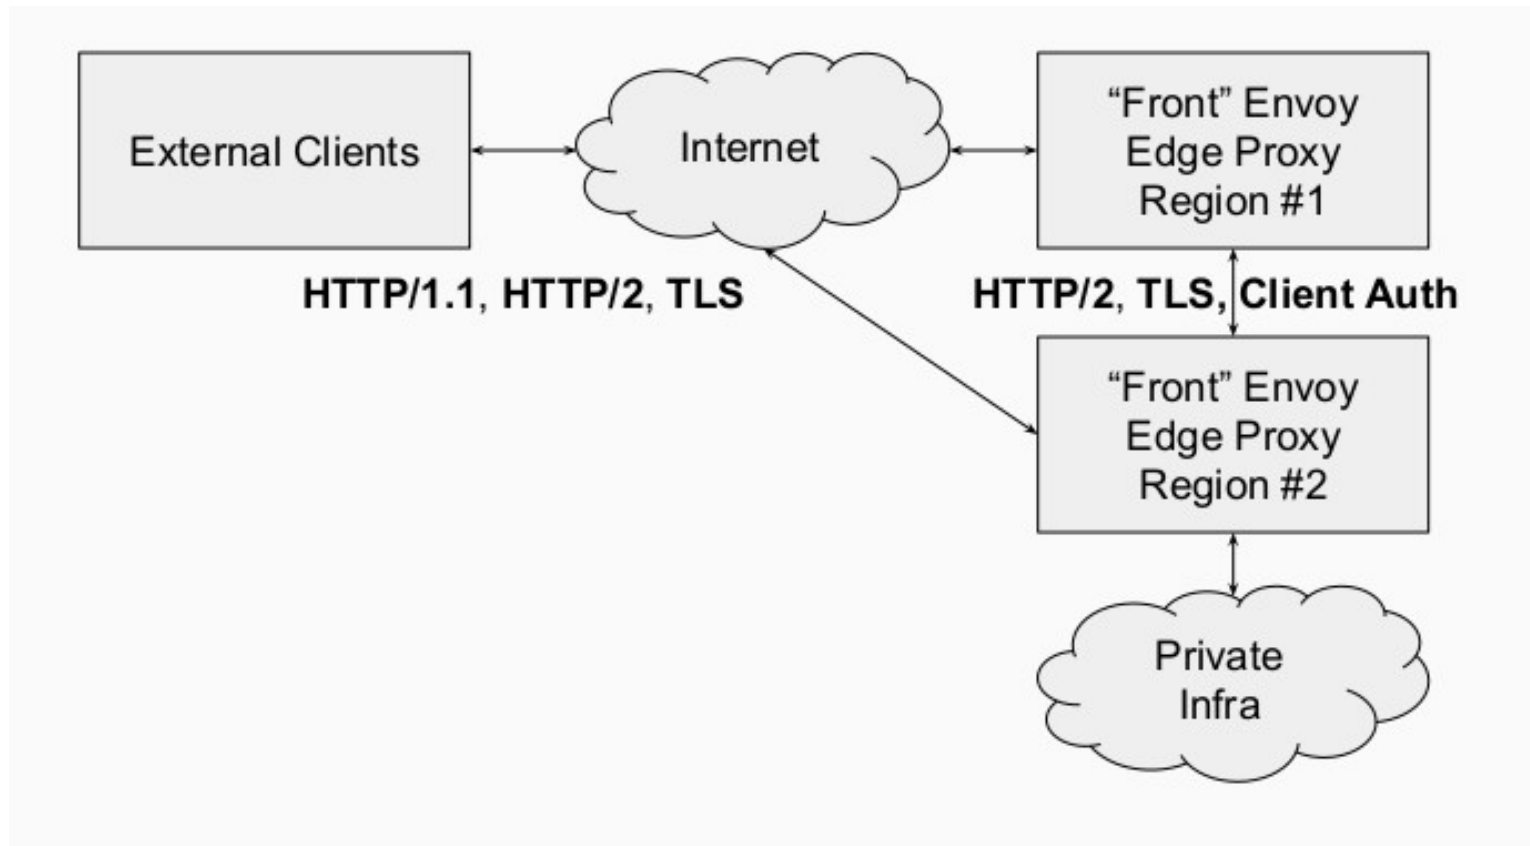 External Clients
Internet
“Front” Envoy
Edge Proxy
Region #1
HTTP/1.1, HTTP/2, TLS
HTTP/2, TLS, Client Auth
“Front” Envoy
Edge Proxy
Region #2
Private
Infra